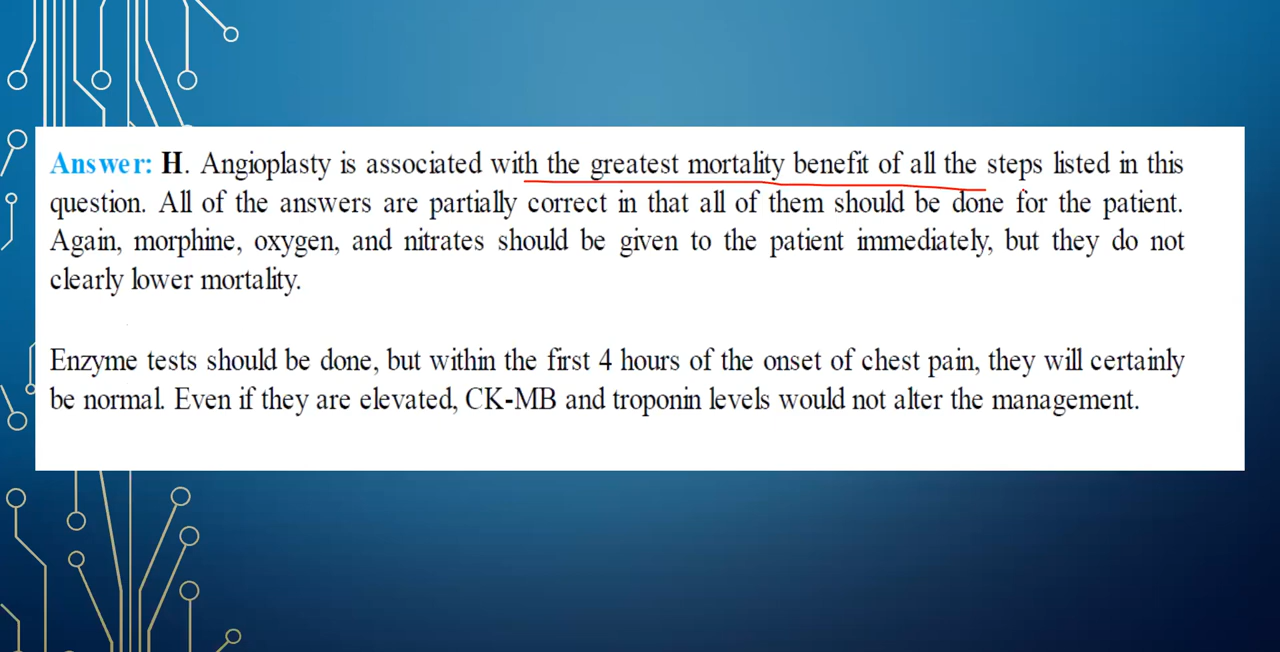 Answer: H. Angioplasty is associated with the greatest mortality benefit of all the steps listed in this
question. All of the answers are partially correct in that all of them should be done for the patient.
Again, morphine, oxygen, and nitrates should be given to the patient immediately, but they do not
clearly lower mortality.
Enzyme tests should be done, but within the first 4 hours of the onset of chest pain, they will certainly
be normal. Even if they are elevated, CK-MB and troponin levels would not alter the management.